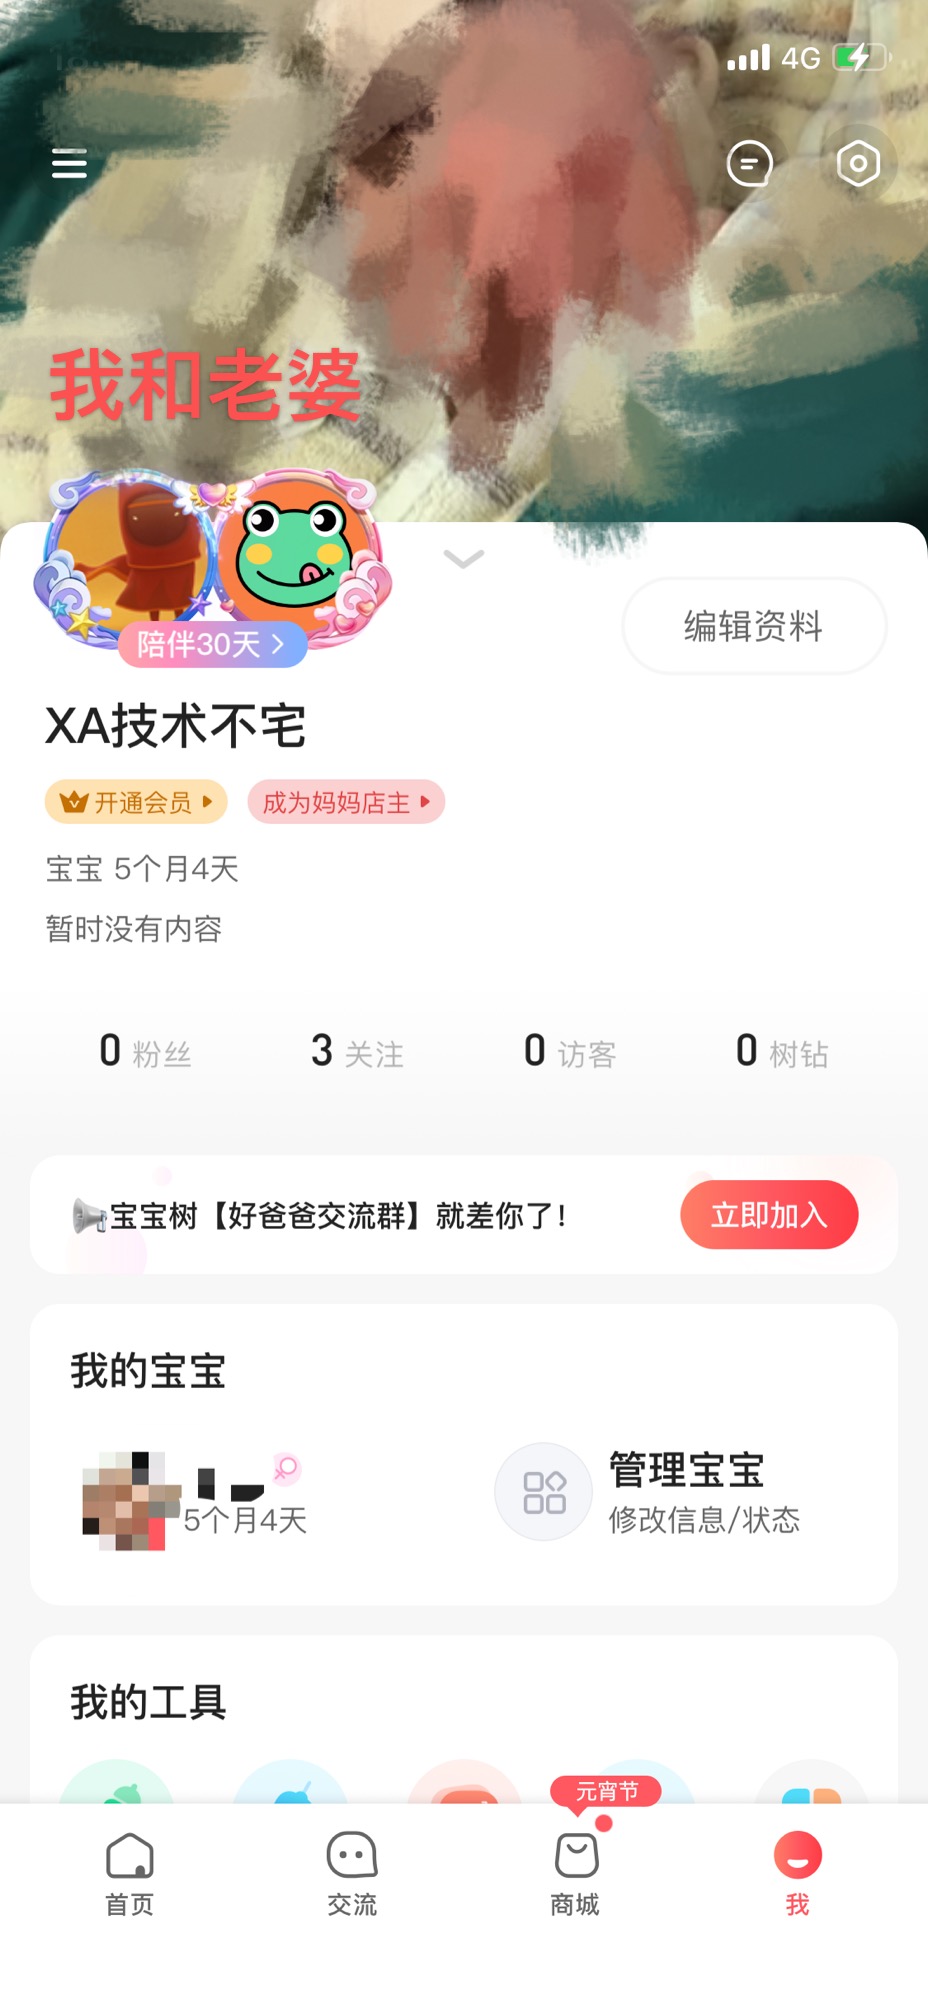 4G
我和老婆
陪伴30天
编辑资料
XA技术不宅
开通会员
成为妈妈店主
宝宝 5个月4天
暂时没有内容
0 粉丝
3 关注
0 访客
0 树钻
宝宝树【好爸爸交流群】就差你了！
立即加入
我的宝宝
5个月4天
管理宝宝
修改信息/状态
我的工具
元宵节
首页
交流
商城
我